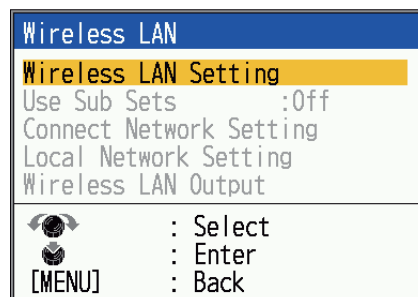 Wireless LAN
Wireless LAN Setting
Use Sub Sets :Off
Connect Network Setting
Local Network Setting
Wireless LAN Output
: Select
: Enter
[MENU] : Back